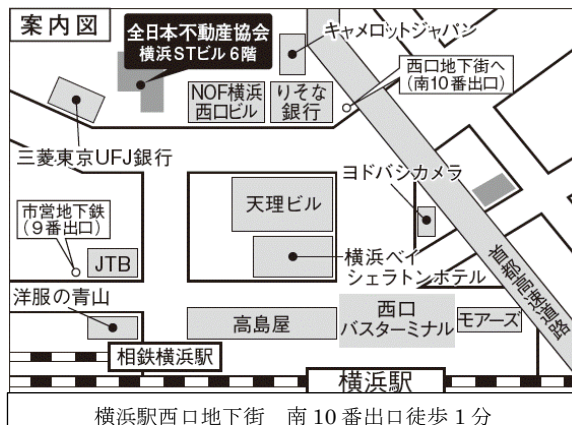 案内図
全日本不動産協会
横浜STビル6階
キャメロットジャパン
西口地下街へ
(南10番出口)
NOF横浜
西口ビル
りそな
銀行
三菱東京UFJ銀行
ヨドバシカメラ
天理ビル
市営地下鉄
(9番出口)
JTB
横浜ベイ
シェラトンホテル
首都高速道路
洋服の青山
高島屋
西口
バスターミナル
モアーズ
相鉄横浜駅
横浜駅
横浜駅西口地下街 南10番出口徒歩1分